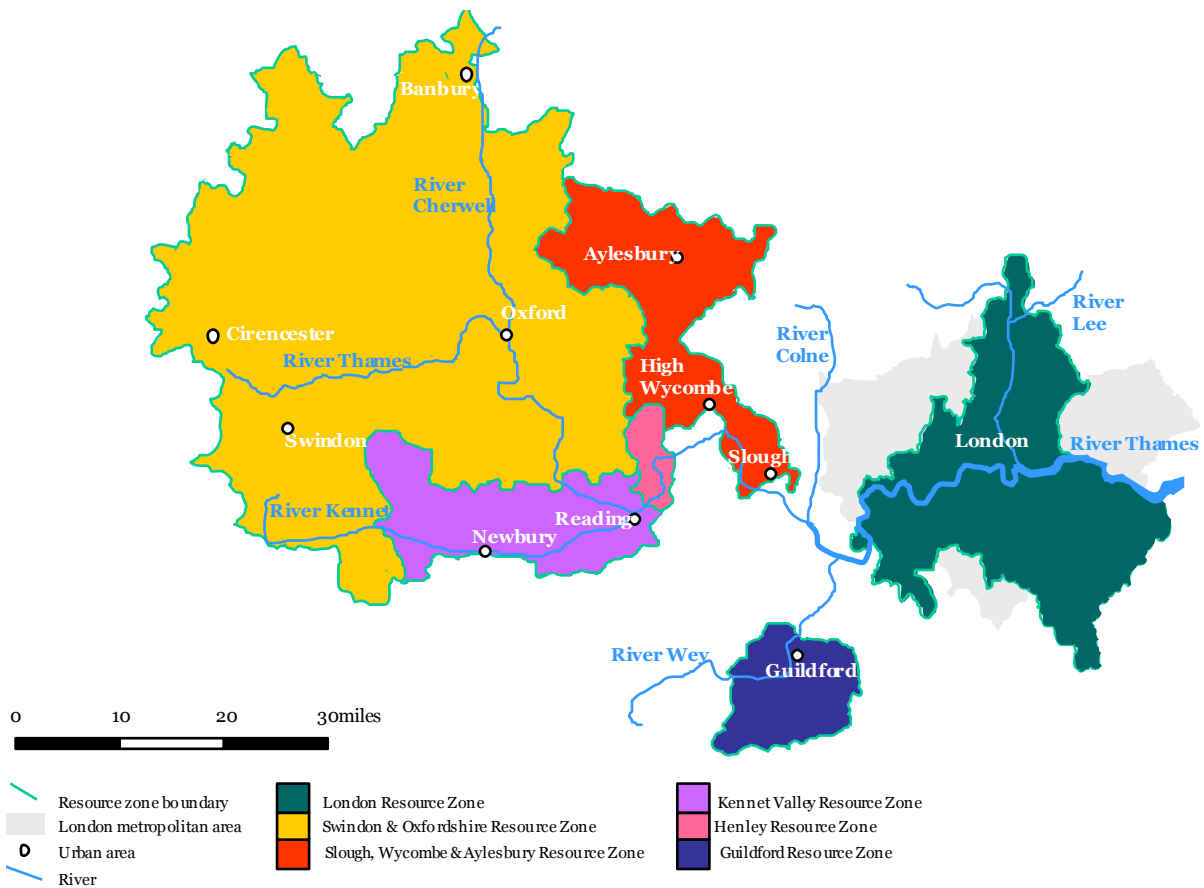 Banbury
River
Cherwell
Aylesbury
Oxford
Cirencester
River Thames
River
Colne
River
Lee
High
Wycombe
Swindon
London
River Thames
Slough
River Kennet
Reading
Newbury
River Wey
Guildford
0 10 20 30miles
Resource zone boundary
London metropolitan area
Urban area
River
London Resource Zone
Swindon & Oxfordshire Resource Zone
Slough, Wycombe & Aylesbury Resource Zone
Kennet Valley Resource Zone
Henley Resource Zone
Guildford Resource Zone